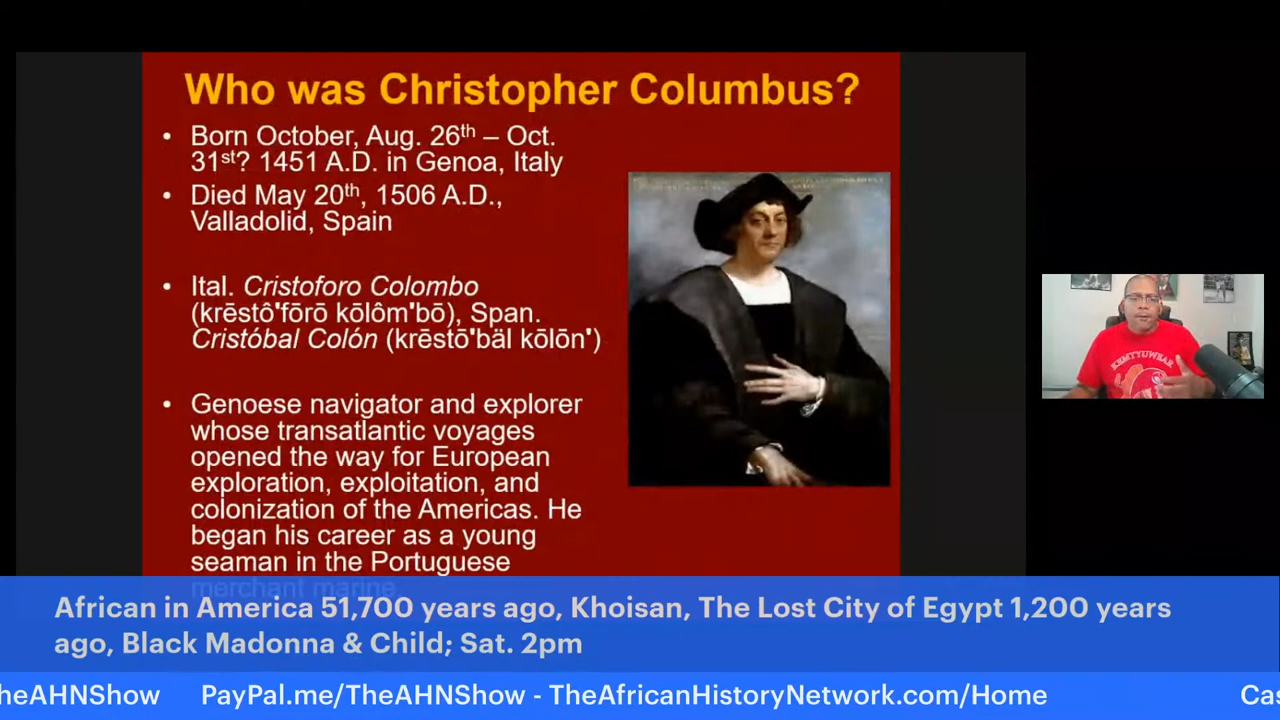 Who was Christopher Columbus?
• Born October, Aug. 26th – Oct.
31st? 1451 A.D. in Genoa, Italy
• Died May 20th, 1506 A.D.,
Valladolid, Spain
• Ital. Cristoforo Colombo
(krēstô'fōrō kōlôm'bō), Span.
Cristóbal Colón (krēstō'bäl kōlōn')
• Genoese navigator and explorer
whose transatlantic voyages
opened the way for European
exploration, exploitation, and
colonization of the Americas. He
began his career as a young
seaman in the Portuguese
merchant marine
KEMTYUWEAR
African in America 51,700 years ago, Khoisan, The Lost City of Egypt 1,200 years
ago, Black Madonna & Child; Sat. 2pm
heAHNShow PayPal.me/TheAHNShow - TheAfricanHistoryNetwork.com/Home Cas